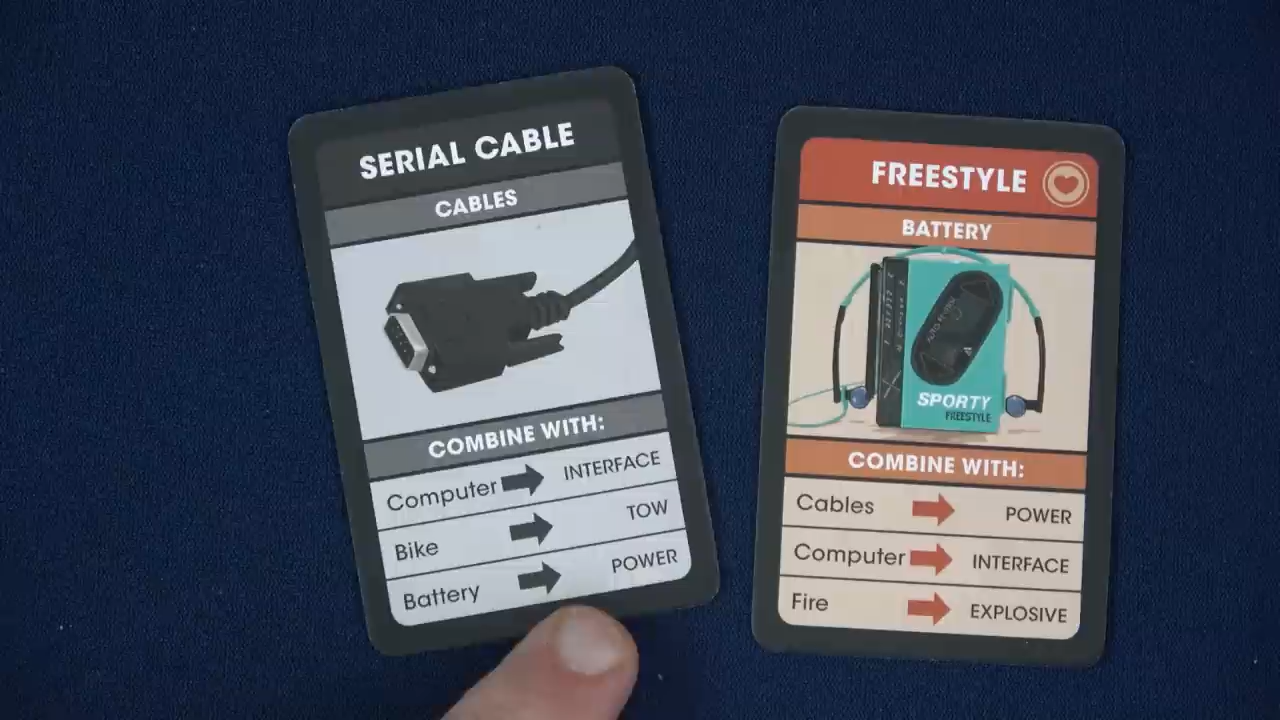 SERIAL CABLE
CABLES
COMBINE WITH:
Computer INTERFACE
Bike TOW
Battery POWER
FREESTYLE
BATTERY
SPORTY
FREESTYLE
COMBINE WITH:
Cables POWER
Computer INTERFACE
Fire EXPLOSIVE